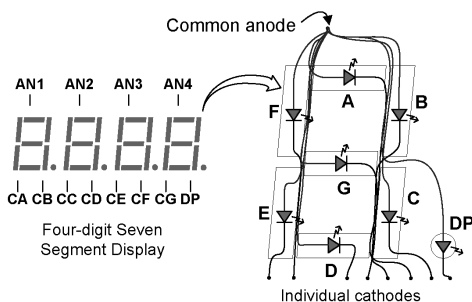 Common anode
AN1 AN2 AN3 AN4
CA CB CC CD CE CF CG DP
Four-digit Seven
Segment Display
A
F
B
G
E
C
D
DP
Individual cathodes